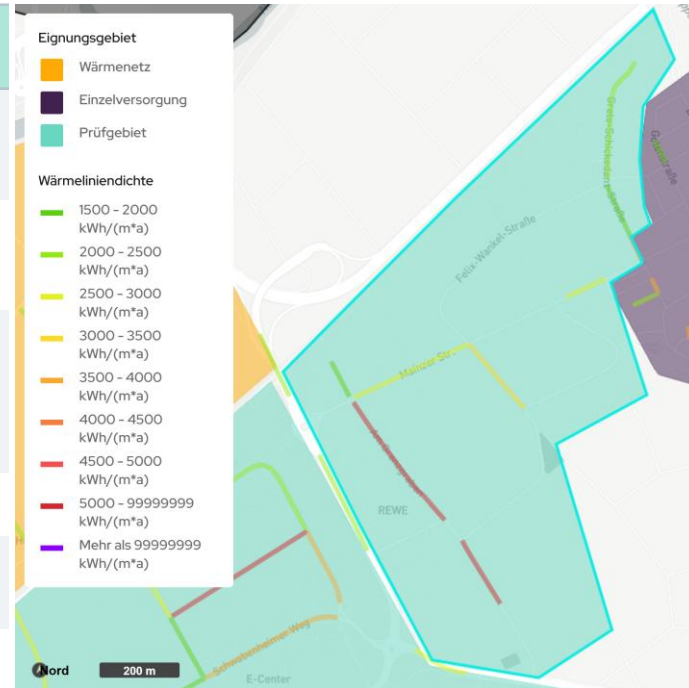 Eignungsgebiet
Wärmenetz
Einzelversorgung
Prüfgebiet
Wärmeliniendichte
1500 - 2000
kWh/(m*a)
2000 - 2500
kWh/(m*a)
2500 - 3000
kWh/(m*a)
3000 - 3500
kWh/(m*a)
3500 - 4000
kWh/(m*a)
4000 - 4500
kWh/(m*a)
4500 - 5000
kWh/(m*a)
5000 - 99999999
kWh/(m*a)
Mehr als 99999999
kWh/(m*a)
Nord
200 m
Felix-Wankel-Straße
Mainzer Str
REWE
Schwabenheimer Weg
E-Center